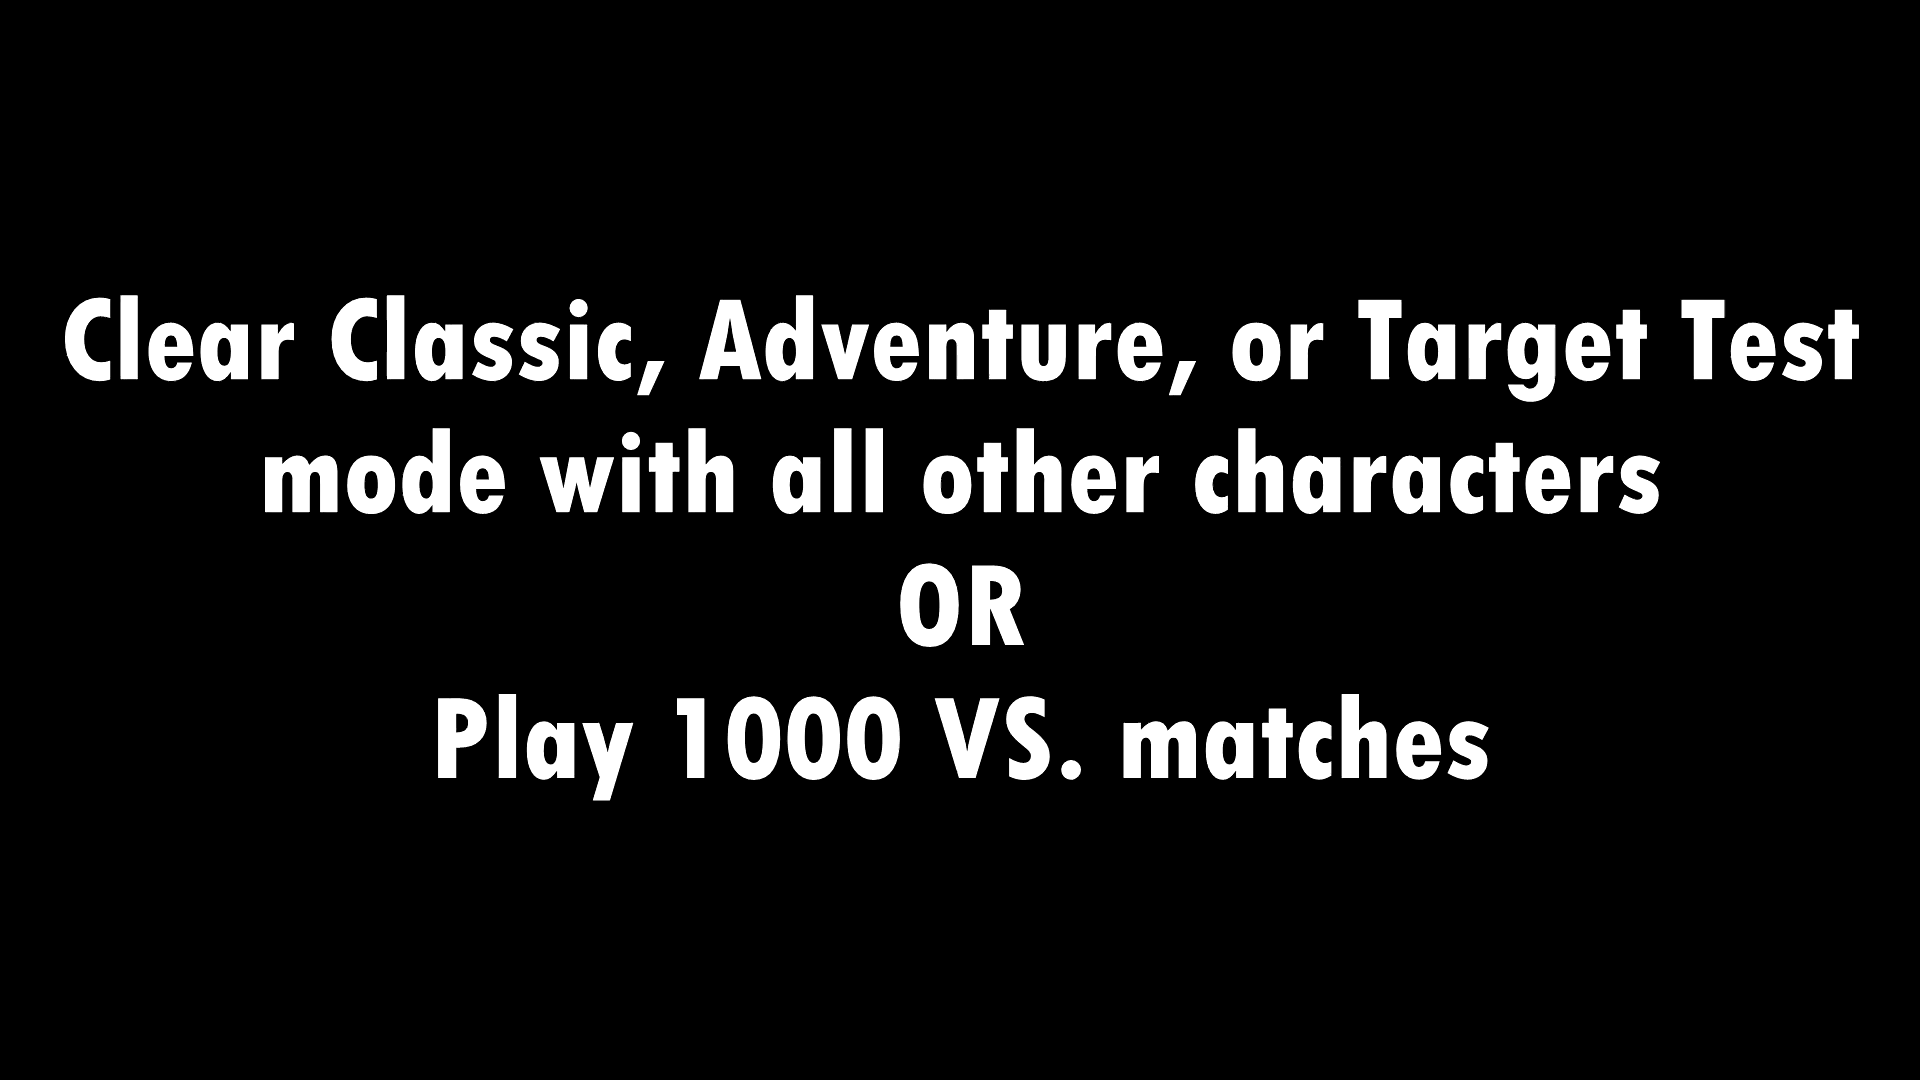 Clear Classic, Adventure, or Target Test
mode with all other characters
OR
Play 1000 VS. matches